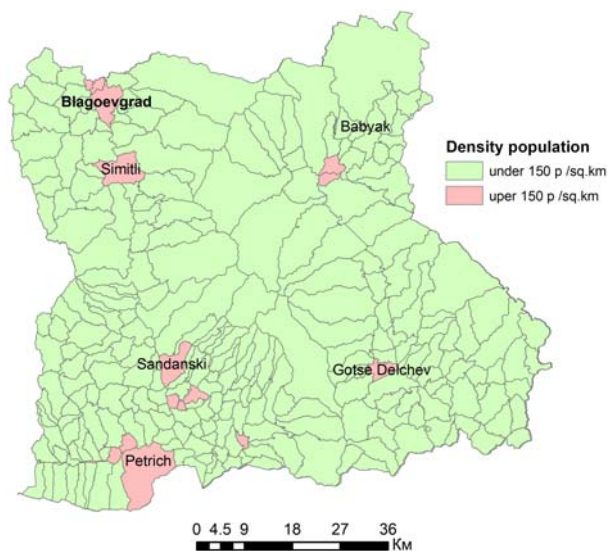 Blagoevgrad
Babyak
Simitli
Density population
under 150 p /sq.km
uper 150 p /sq.km
Sandanski
Gotse Delchev
Petrich
0 4.5 9 18 27 36
Км